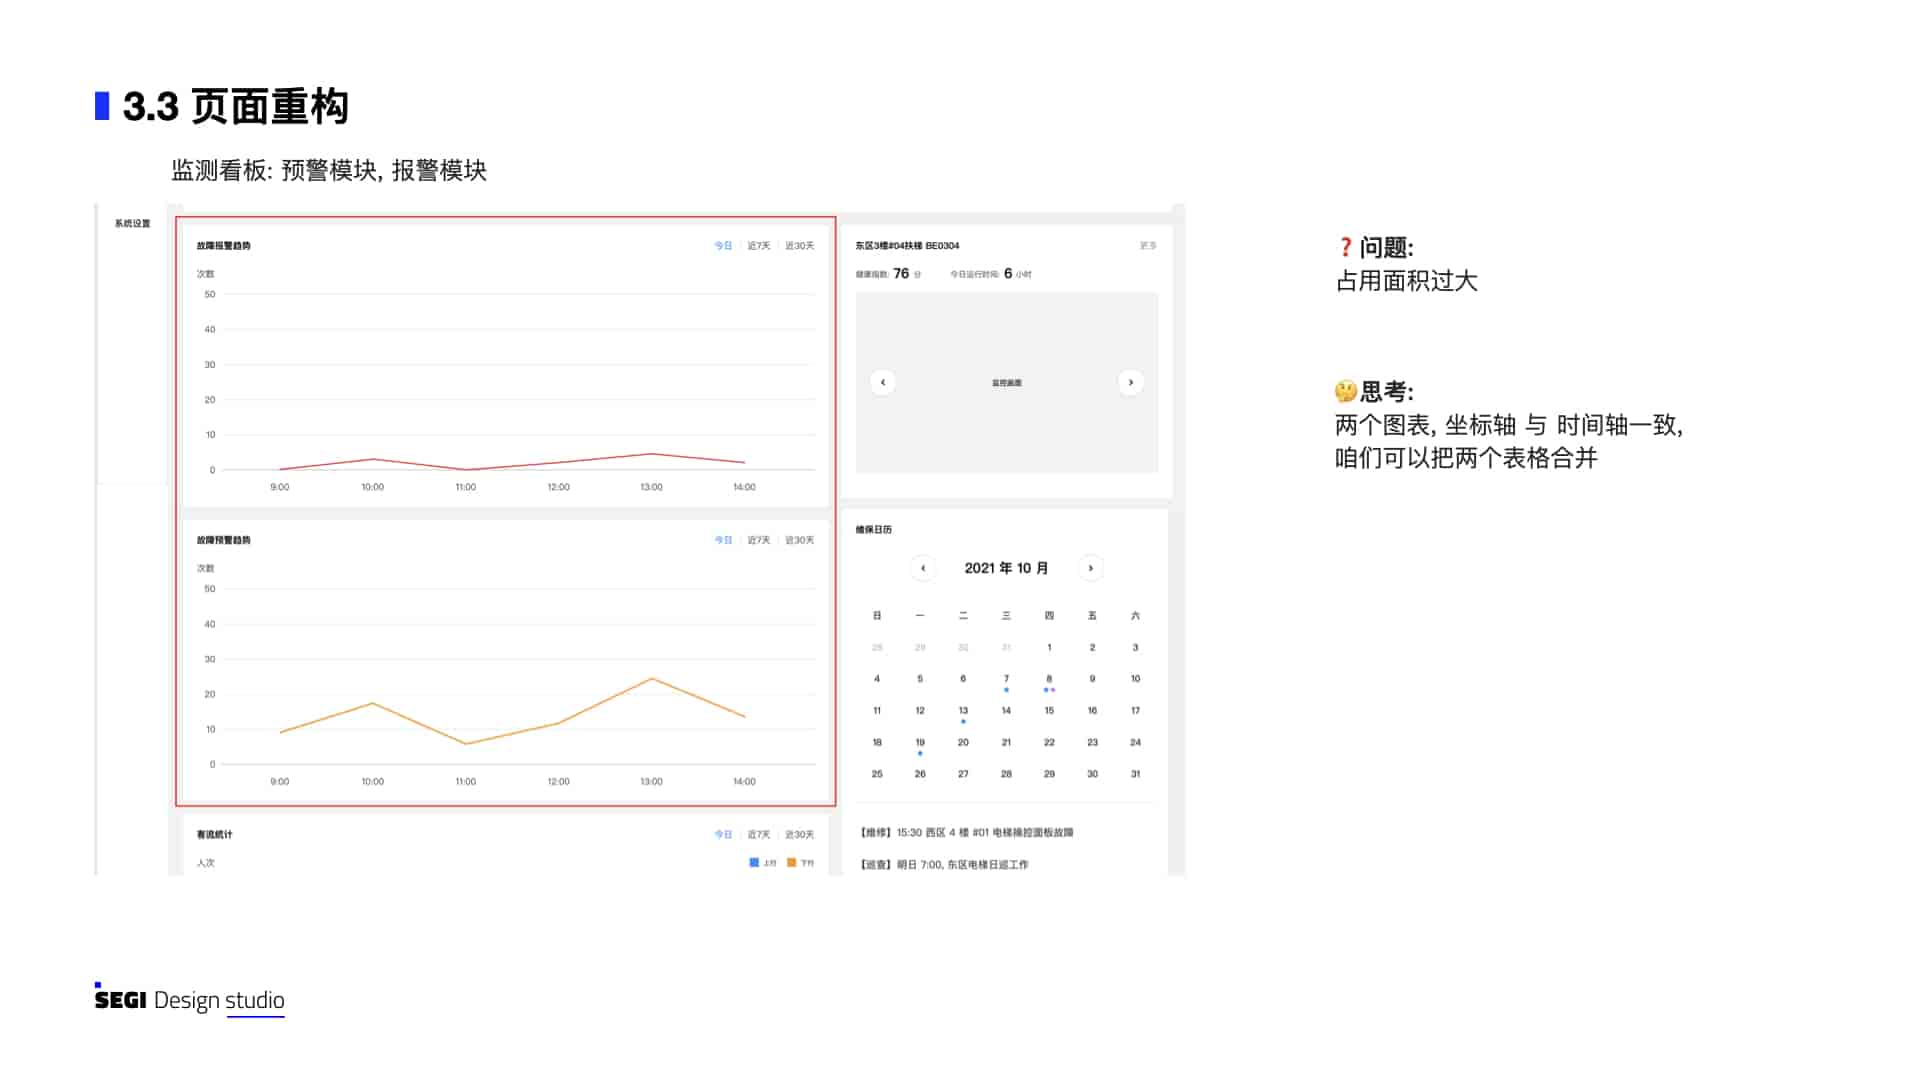 3.3 页面重构
监测看板: 预警模块, 报警模块
系统设置
故障报警趋势
今日 近7天 近30天
次数
50
40
30
20
10
0
9:00 10:00 11:00 12:00 13:00 14:00
故障预警趋势
今日 近7天 近30天
次数
50
40
30
20
10
0
9:00 10:00 11:00 12:00 13:00 14:00
客流统计
今日 近7天 近30天
人次
上行 下行
东区3楼#04扶梯 BE0304
更多
健康指数: 76 分 今日运行时间: 6 小时
监控画面
维保日历
2021 年 10 月
日 一 二 三 四 五 六
28 29 30 31 1 2 3
4 5 6 7 8 9 10
11 12 13 14 15 16 17
18 19 20 21 22 23 24
25 26 27 28 29 30 31
【维修】15:30 西区 4 楼 #01 电梯操控面板故障
【巡查】明日 7:00, 东区电梯日巡工作
❓问题:
占用面积过大
🤔思考:
两个图表, 坐标轴 与 时间轴一致,
咱们可以把两个表格合并
SEGI Design studio